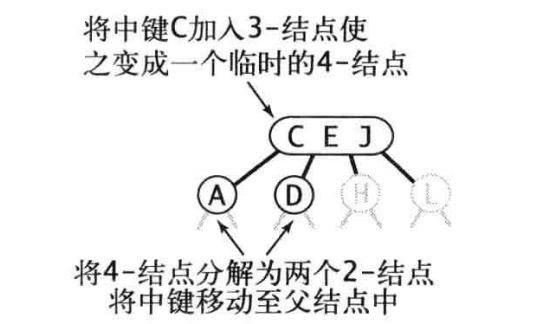 将中键C加入3-结点使
之变成一个临时的4-结点
C E J
A D H L
将4-结点分解为两个2-结点
将中键移动至父结点中